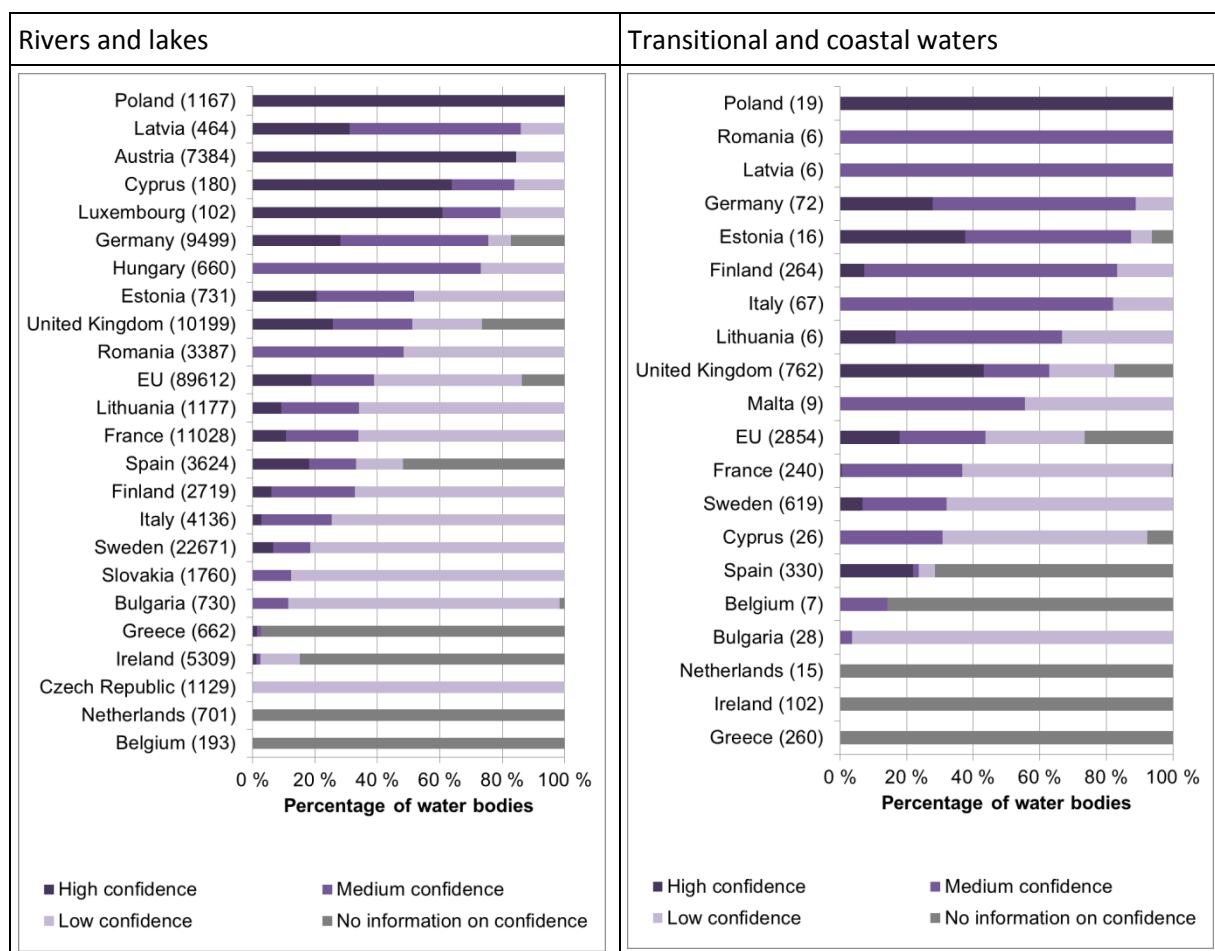 Rivers and lakes
Poland (1167)
Latvia (464)
Austria (7384)
Cyprus (180)
Luxembourg (102)
Germany (9499)
Hungary (660)
Estonia (731)
United Kingdom (10199)
Romania (3387)
EU (89612)
Lithuania (1177)
France (11028)
Spain (3624)
Finland (2719)
Italy (4136)
Sweden (22671)
Slovakia (1760)
Bulgaria (730)
Greece (662)
Ireland (5309)
Czech Republic (1129)
Netherlands (701)
Belgium (193)
0 % 20 % 40 % 60 % 80 % 100 %
Percentage of water bodies
High confidence Medium confidence
Low confidence No information on confidence
Transitional and coastal waters
Poland (19)
Romania (6)
Latvia (6)
Germany (72)
Estonia (16)
Finland (264)
Italy (67)
Lithuania (6)
United Kingdom (762)
Malta (9)
EU (2854)
France (240)
Sweden (619)
Cyprus (26)
Spain (330)
Belgium (7)
Bulgaria (28)
Netherlands (15)
Ireland (102)
Greece (260)
0 % 20 % 40 % 60 % 80 % 100 %
Percentage of water bodies
High confidence Medium confidence
Low confidence No information on confidence